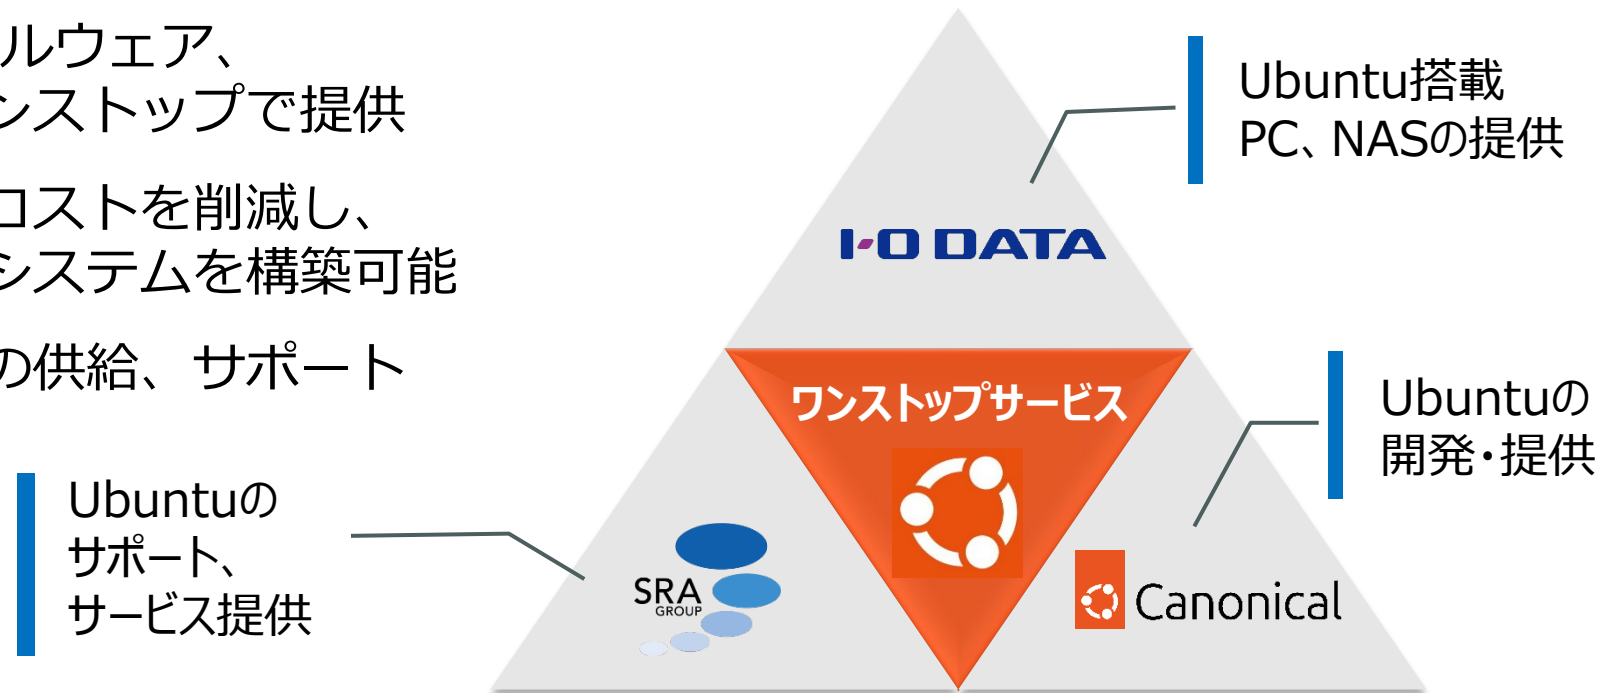 ルウェア、
ンストップで提供
コストを削減し、
システムを構築可能
の供給、サポート
Ubuntu搭載
PC、NASの提供
I-O DATA
ワンストップサービス
Ubuntuの
開発・提供
Ubuntuの
サポート、
サービス提供
SRA
GROUP
Canonical